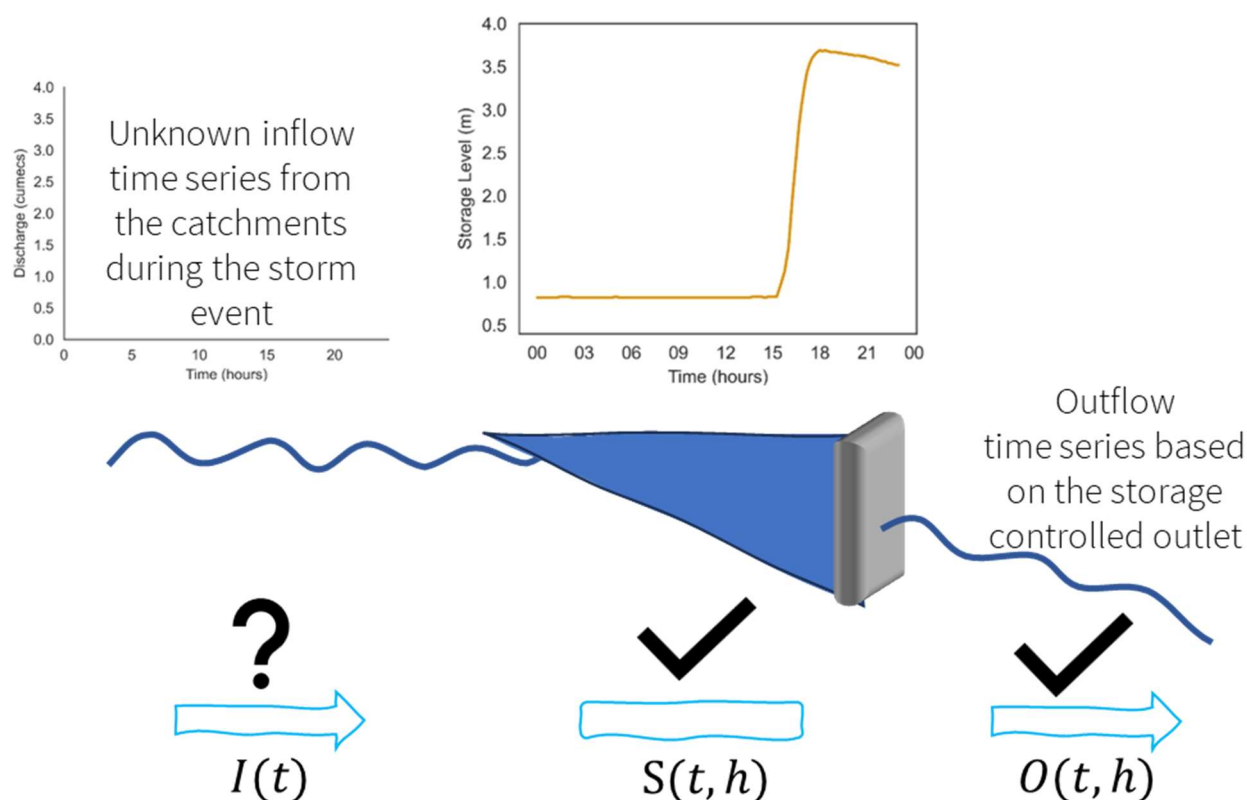 4.0
3.5
3.0
2.5
2.0
1.5
1.0
0.5
0.0
Discharge (cumecs)
Unknown inflow
time series from
the catchments
during the storm
event
0 5 10 15 20
Time (hours)
4.0
3.5
3.0
2.5
2.0
1.5
1.0
0.5
Storage Level (m)
00 03 06 09 12 15 18 21 00
Time (hours)
Outflow
time series based
on the storage
controlled outlet
?
I(t)
S(t, h)
O(t, h)